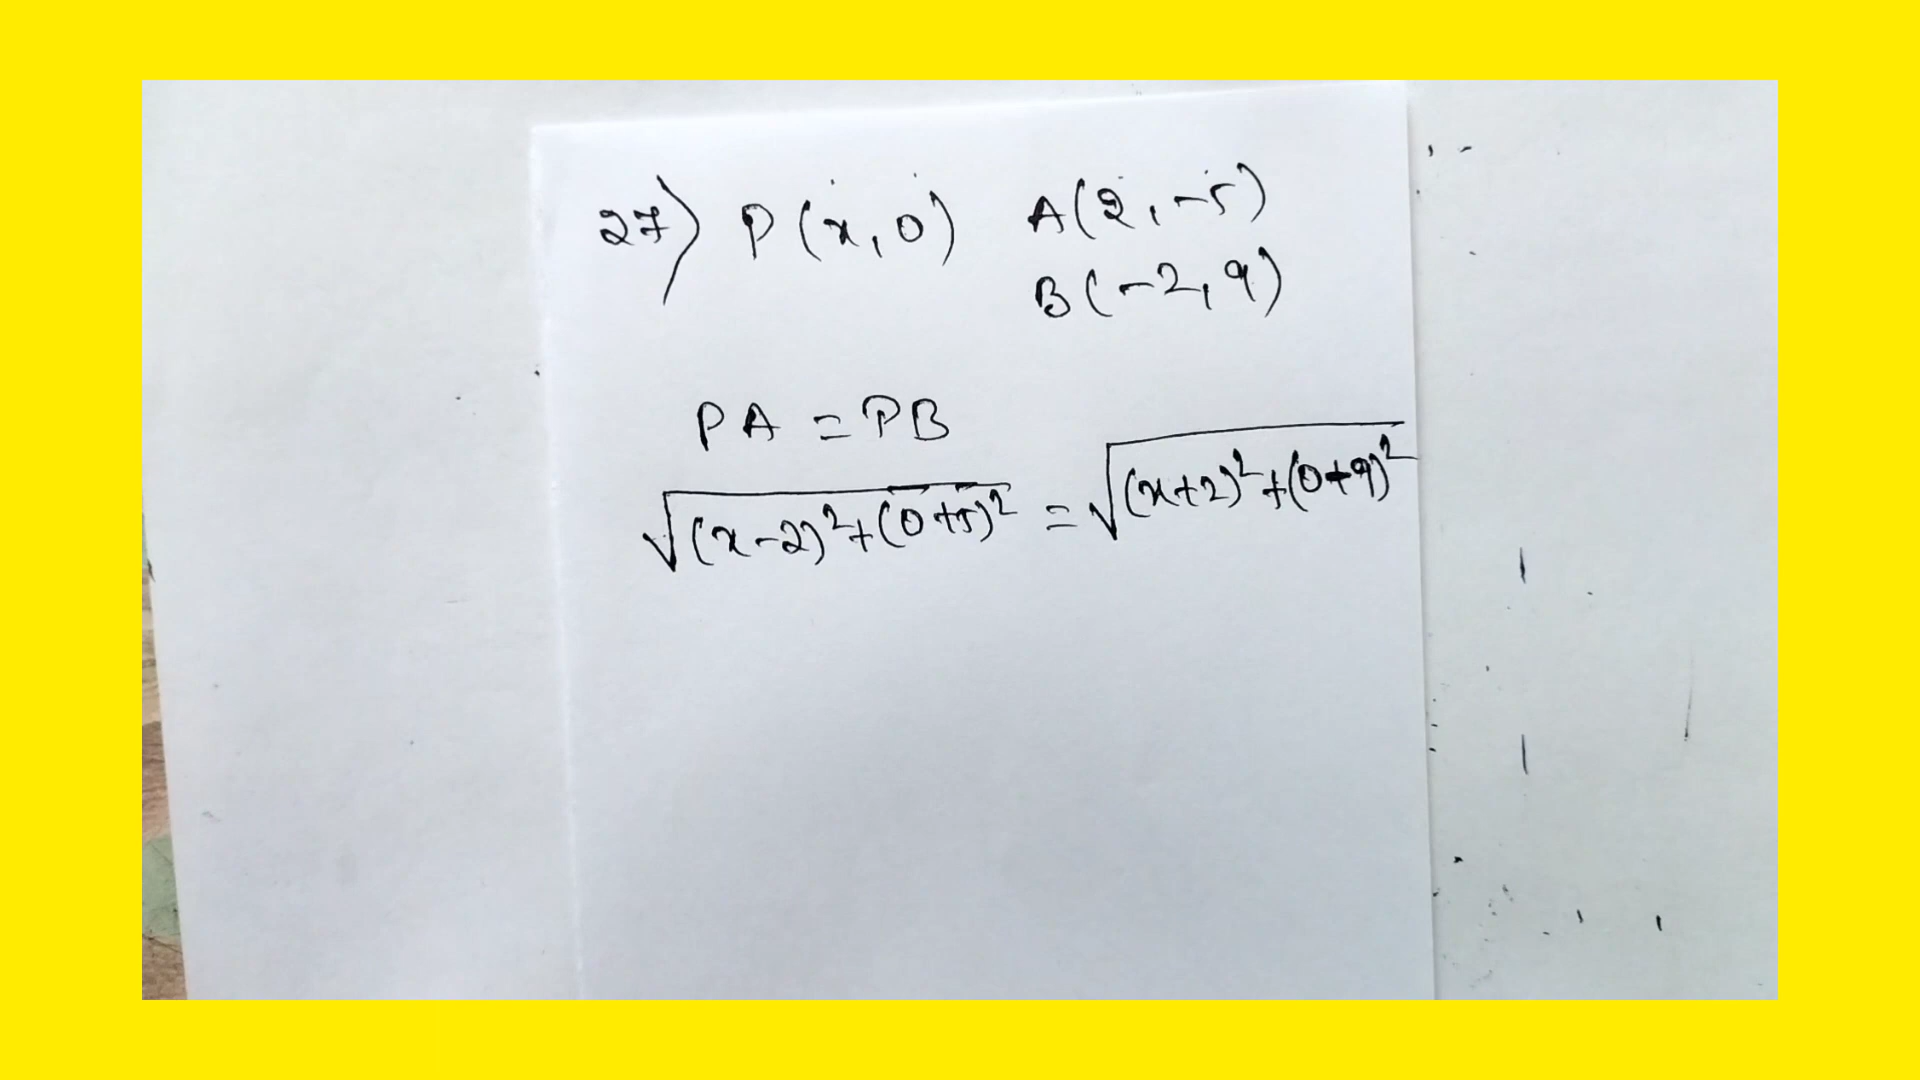 27) P(x,0) A(2,-5)
B(-2,9)
PA = PB
√(x-2)²+(0+5)² = √(x+2)²+(0+9)²